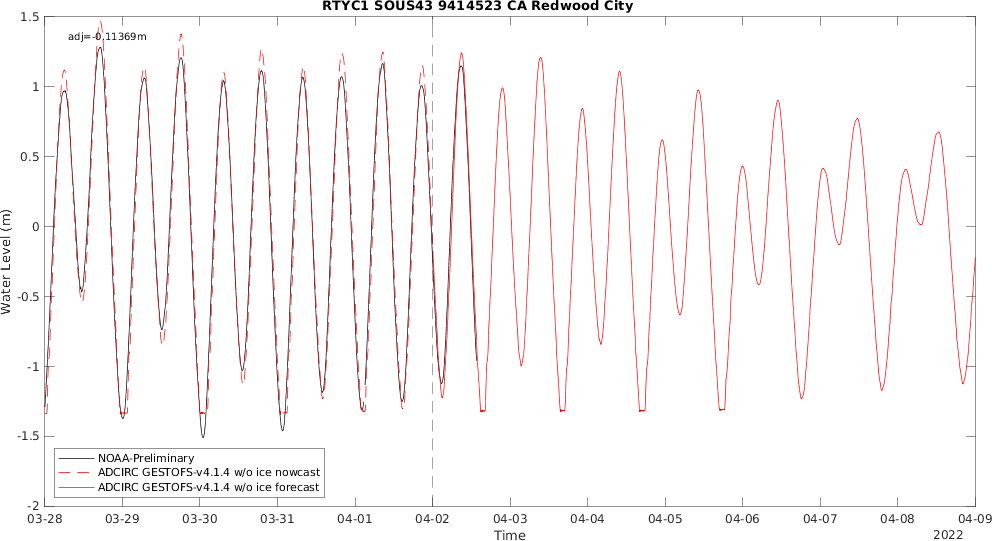 RTYC1 SOUS43 9414523 CA Redwood City
adj=-0.11369m
1.5
1
0.5
0
-0.5
-1
-1.5
-2
Water Level (m)
NOAA-Preliminary
ADCIRC GESTOFS-v4.1.4 w/o ice nowcast
ADCIRC GESTOFS-v4.1.4 w/o ice forecast
03-28 03-29 03-30 03-31 04-01 04-02 04-03 04-04 04-05 04-06 04-07 04-08 04-09
Time
2022